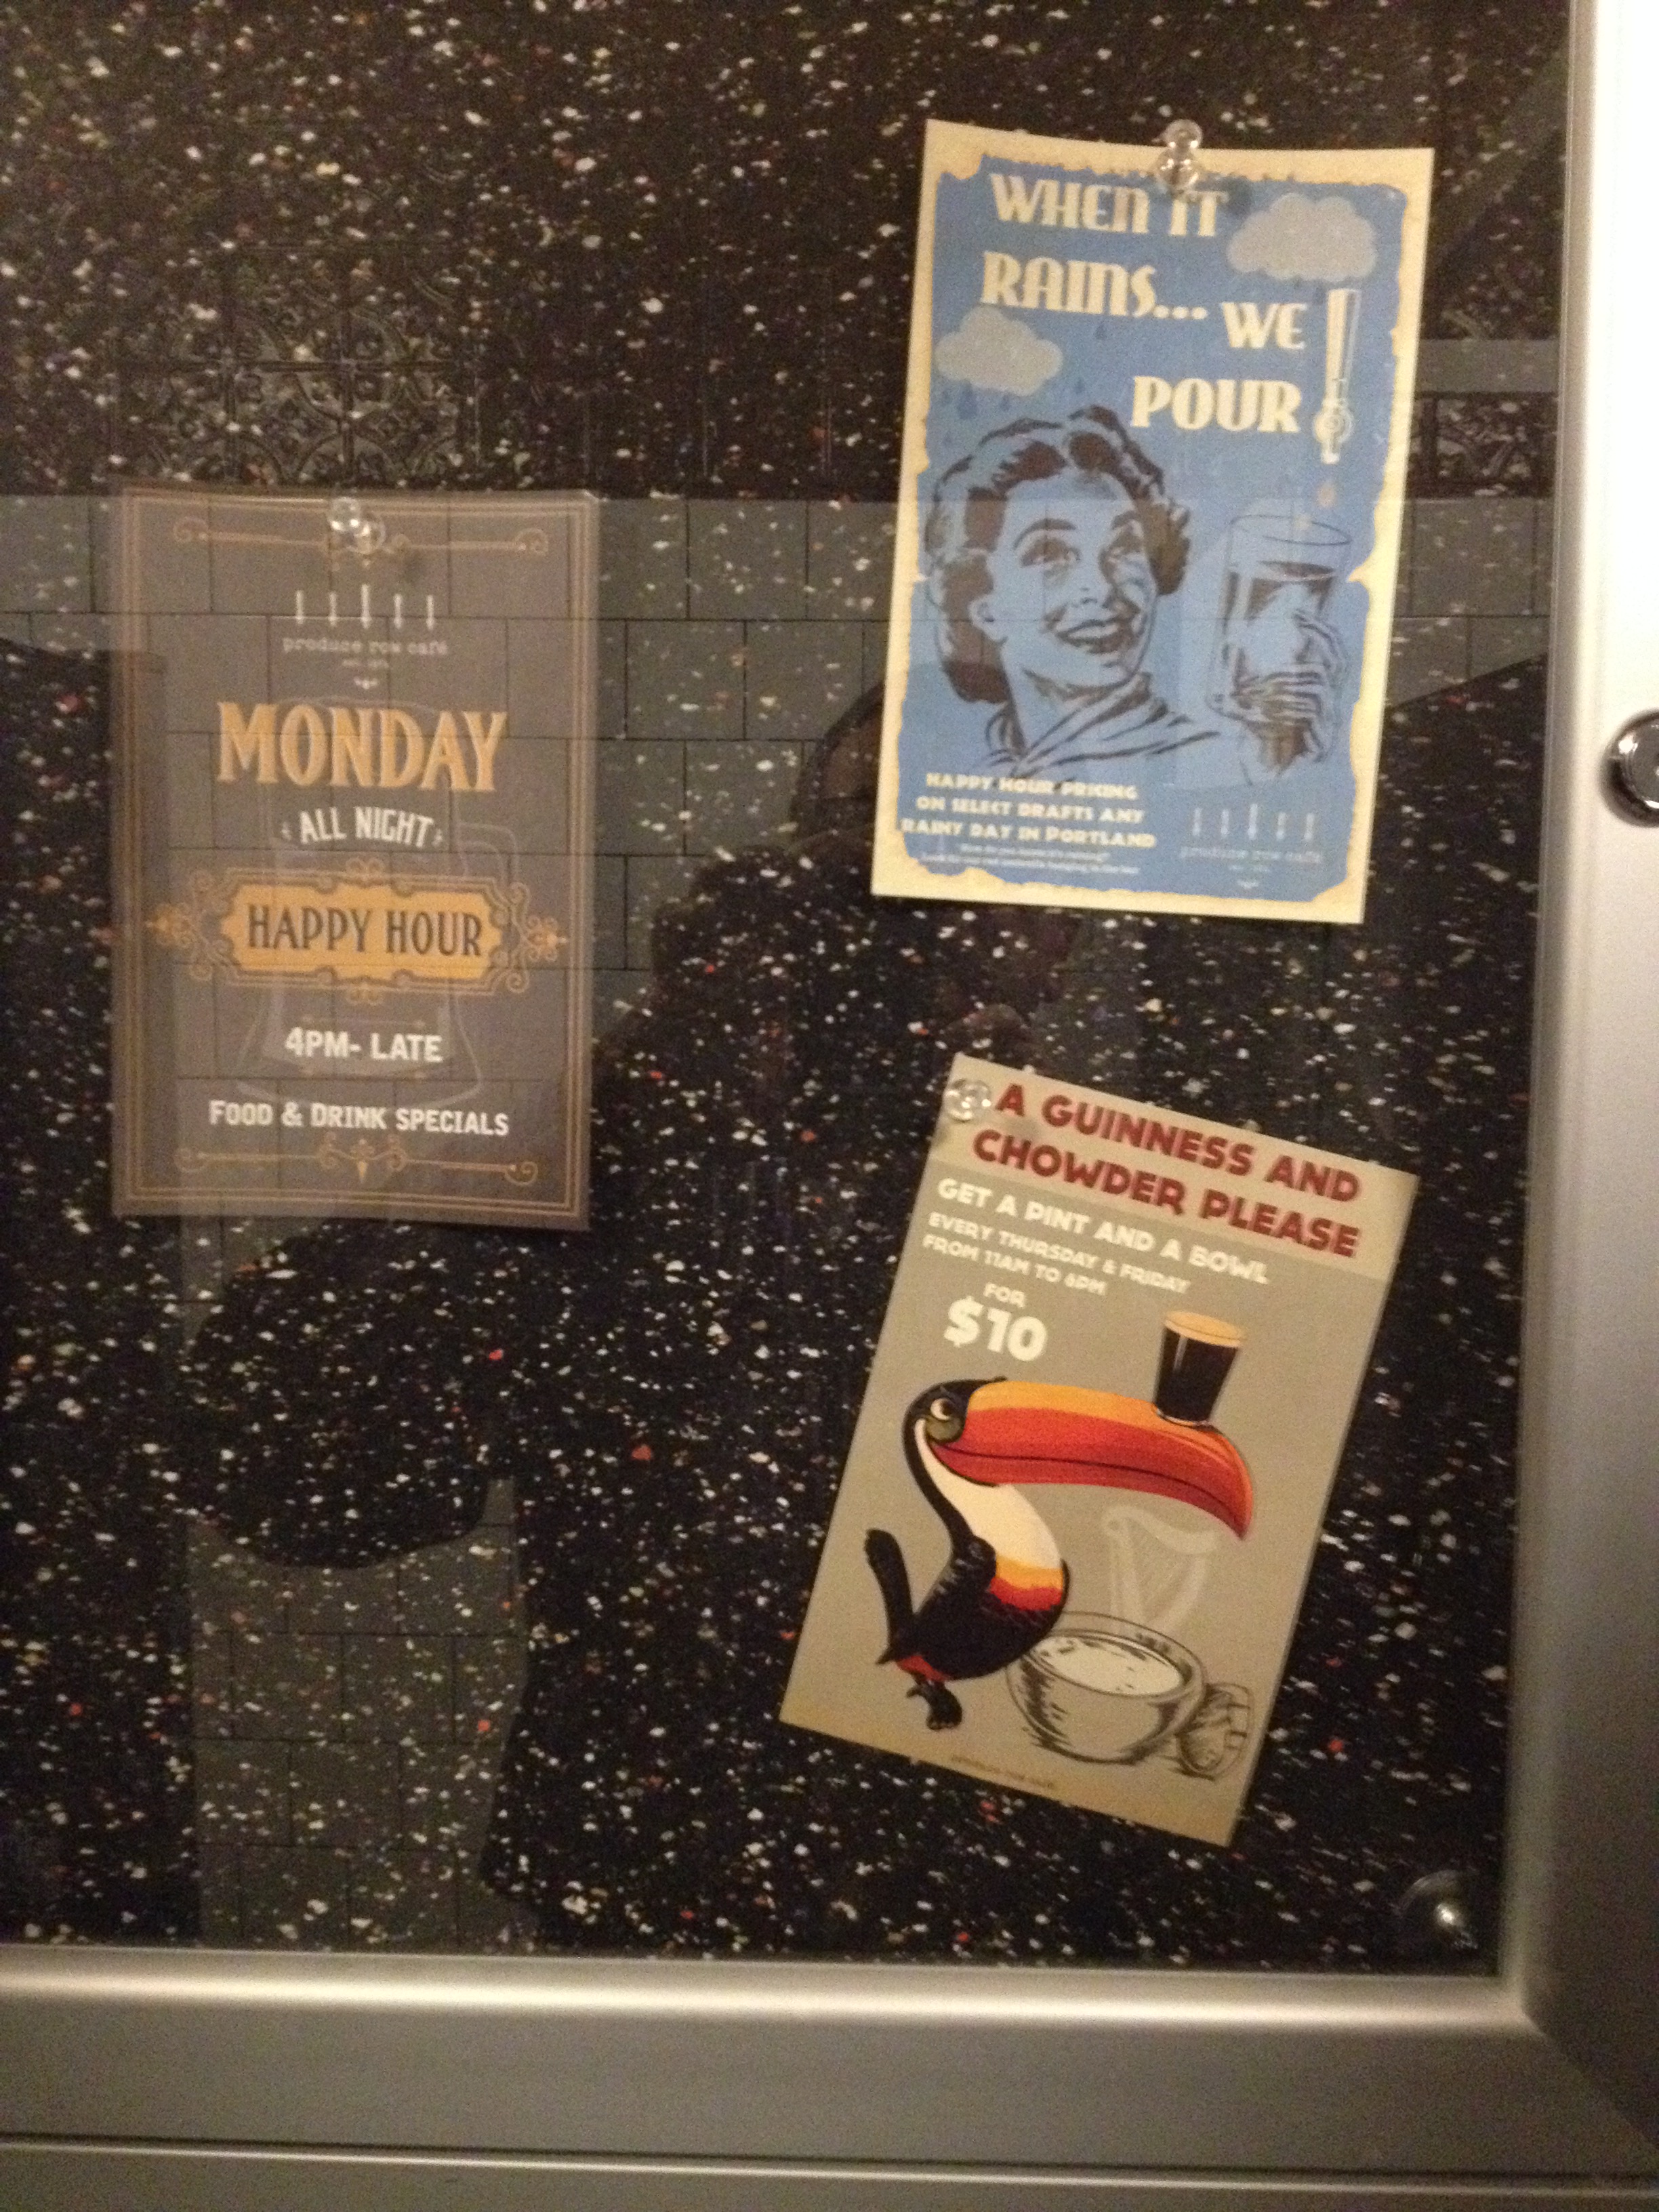 produce row café
MONDAY
ALL NIGHT
HAPPY HOUR
4PM- LATE
FOOD & DRINK SPECIALS
WHEN IT
RAINS... WE
POUR
HAPPY HOUR PRICING
ON SELECT DRAFTS ANY
RAINY DAY IN PORTLAND
produce row café
A GUINNESS AND
CHOWDER PLEASE
GET A PINT AND A BOWL
EVERY THURSDAY & FRIDAY
FROM 11AM TO 6PM
FOR
$10